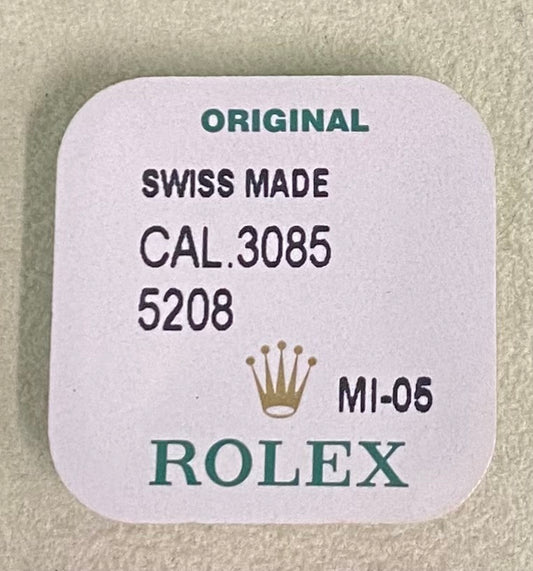 ORIGINAL
SWISS MADE
CAL.3085
5208
MI-05
ROLEX